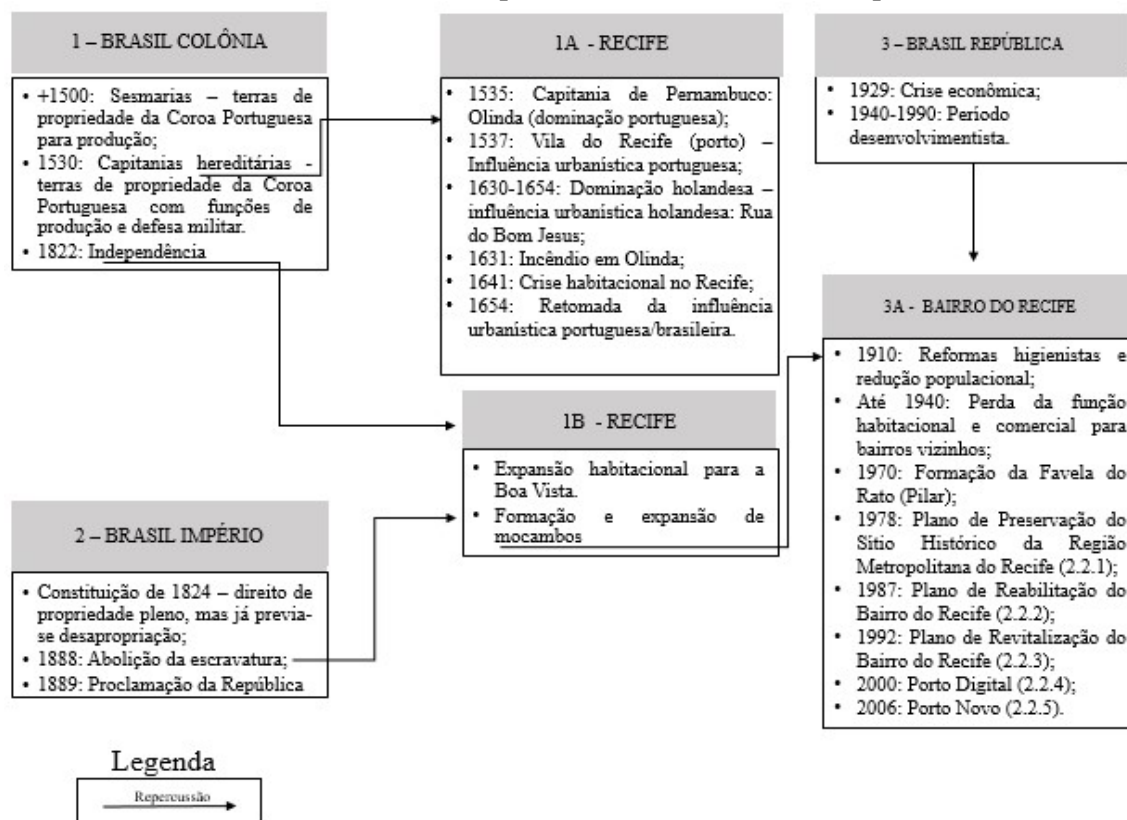 1 – BRASIL COLÔNIA
• +1500: Sesmarias – terras de
propriedade da Coroa Portuguesa
para produção;
• 1530: Capitanias hereditárias -
terras de propriedade da Coroa
Portuguesa com funções de
produção e defesa militar.
• 1822: Independência
1A - RECIFE
• 1535: Capitania de Pernambuco:
Olinda (dominação portuguesa);
• 1537: Vila do Recife (porto) –
Influência urbanística portuguesa;
• 1630-1654: Dominação holandesa –
influência urbanística holandesa: Rua
do Bom Jesus;
• 1631: Incêndio em Olinda;
• 1641: Crise habitacional no Recife;
• 1654: Retomada da influência
urbanística portuguesa/brasileira.
1B - RECIFE
• Expansão habitacional para a
Boa Vista.
• Formação e expansão de
mocambos
2 – BRASIL IMPÉRIO
• Constituição de 1824 – direito de
propriedade pleno, mas já previa-
se desapropriação;
• 1888: Abolição da escravatura;
• 1889: Proclamação da República
3 – BRASIL REPÚBLICA
• 1929: Crise econômica;
• 1940-1990: Período
desenvolvimentista.
3A - BAIRRO DO RECIFE
• 1910: Reformas higienistas e
redução populacional;
• Até 1940: Perda da função
habitacional e comercial para
bairros vizinhos;
• 1970: Formação da Favela do
Rato (Pilar);
• 1978: Plano de Preservação do
Sítio Histórico da Região
Metropolitana do Recife (2.2.1);
• 1987: Plano de Reabilitação do
Bairro do Recife (2.2.2);
• 1992: Plano de Revitalização do
Bairro do Recife (2.2.3);
• 2000: Porto Digital (2.2.4);
• 2006: Porto Novo (2.2.5).
Legenda
Repercussão